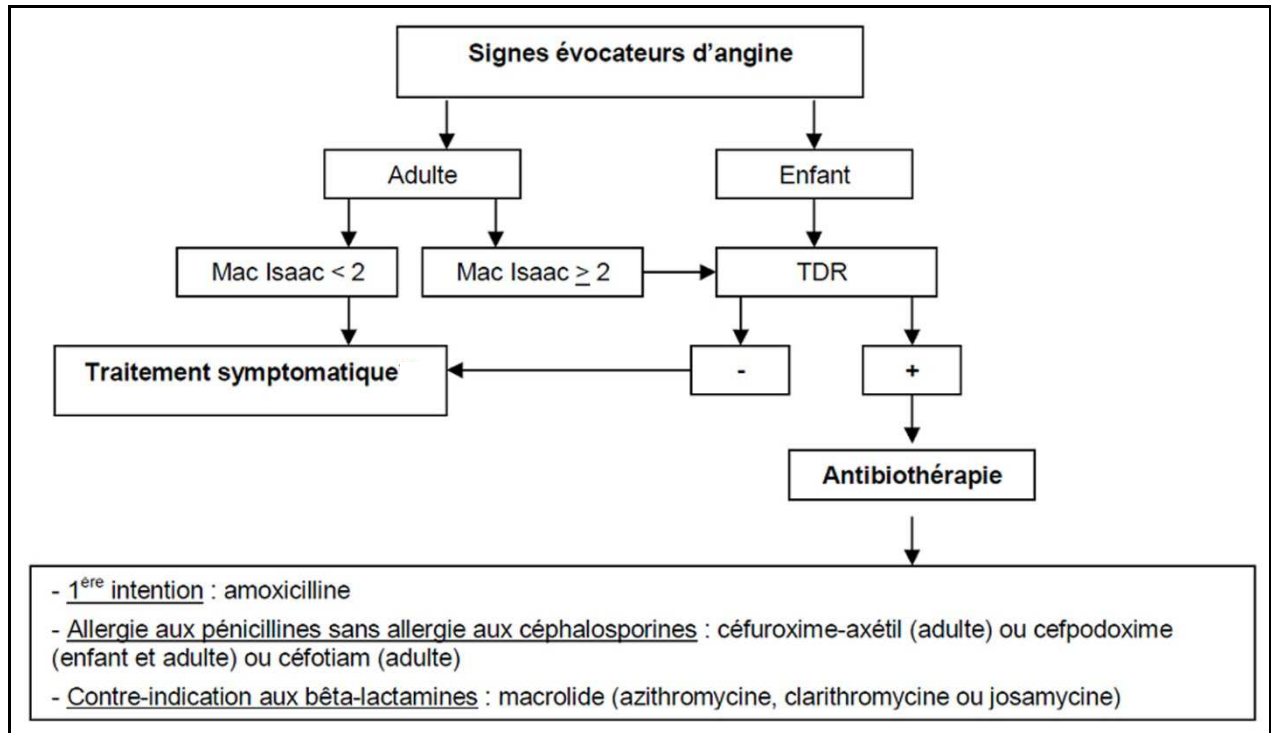 Signes évocateurs d’angine
Adulte
Enfant
Mac Isaac < 2
Mac Isaac ≥ 2
TDR
Traitement symptomatique
-
+
Antibiothérapie
- 1ère intention : amoxicilline
- Allergie aux pénicillines sans allergie aux céphalosporines : céfuroxime-axétil (adulte) ou cefpodoxime
(enfant et adulte) ou céfotiam (adulte)
- Contre-indication aux bêta-lactamines : macrolide (azithromycine, clarithromycine ou josamycine)